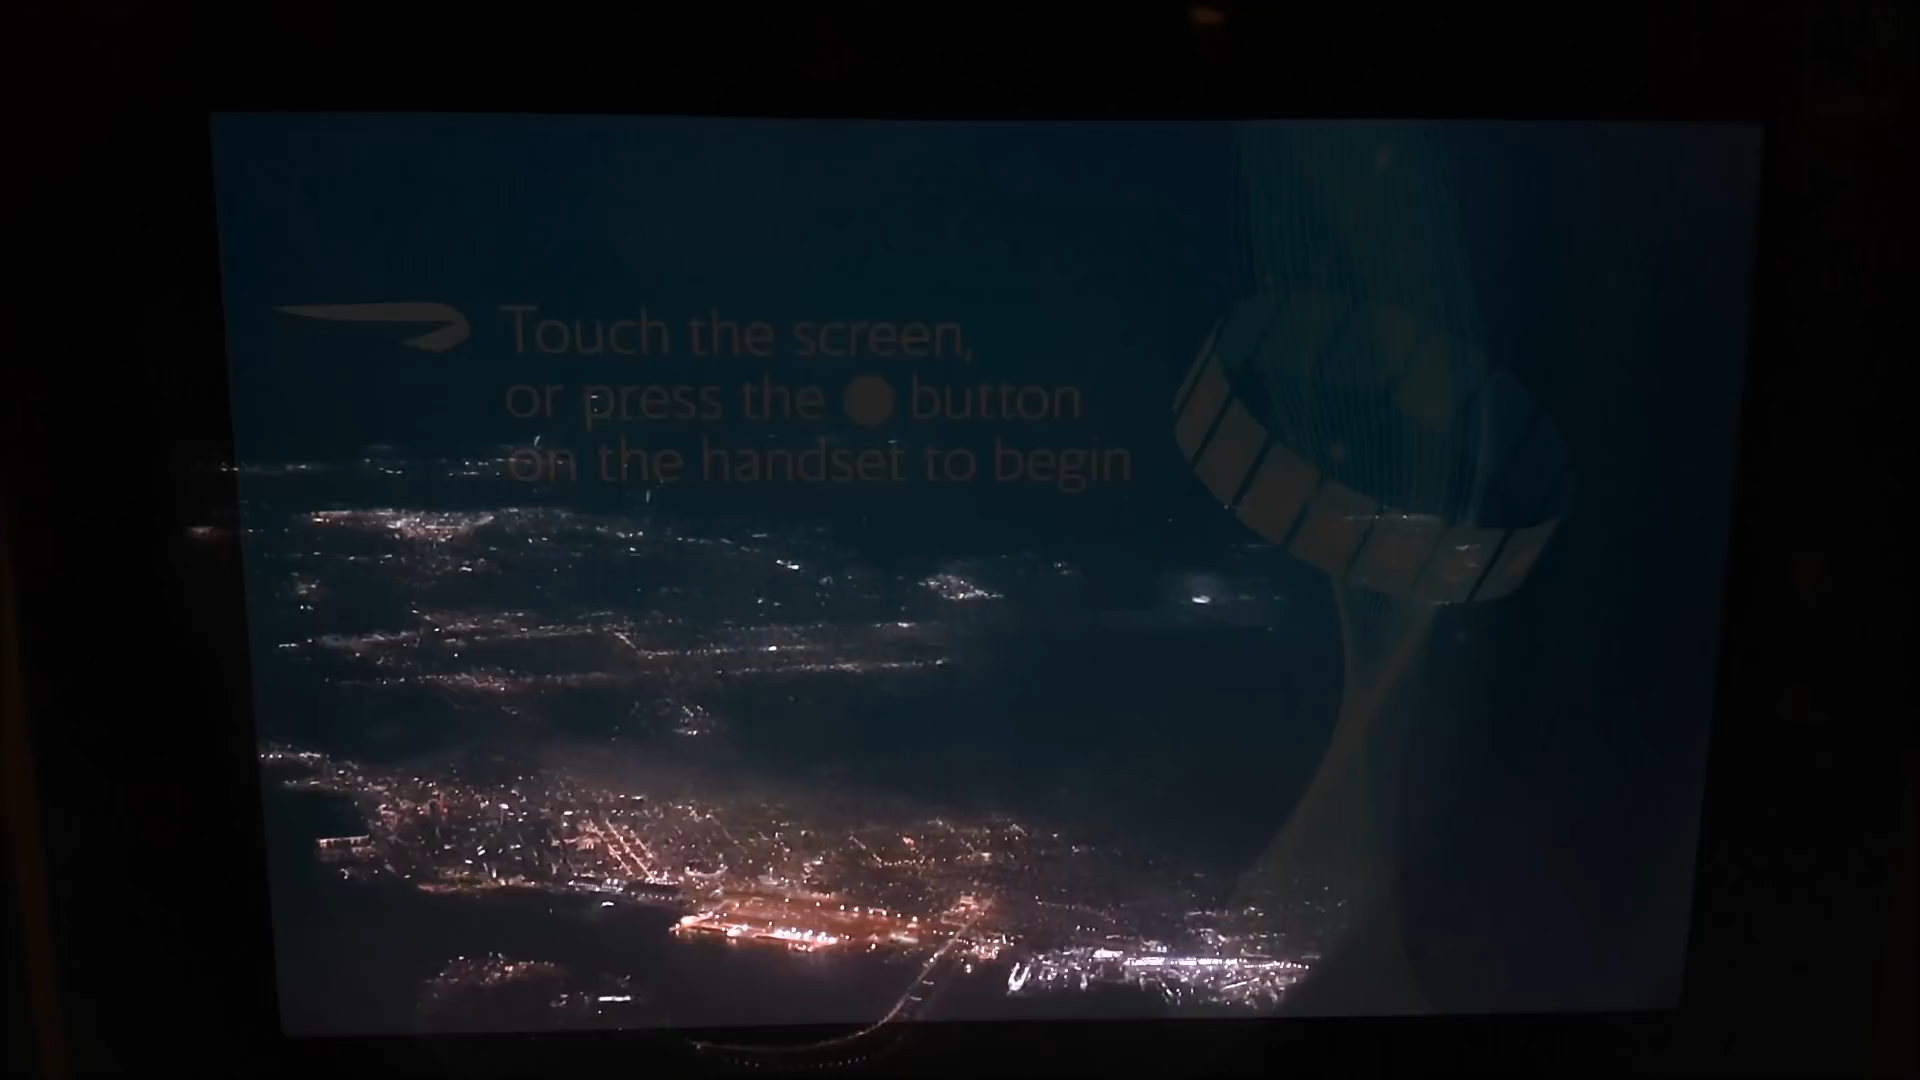 Touch the screen,
or press the button
on the handset to begin